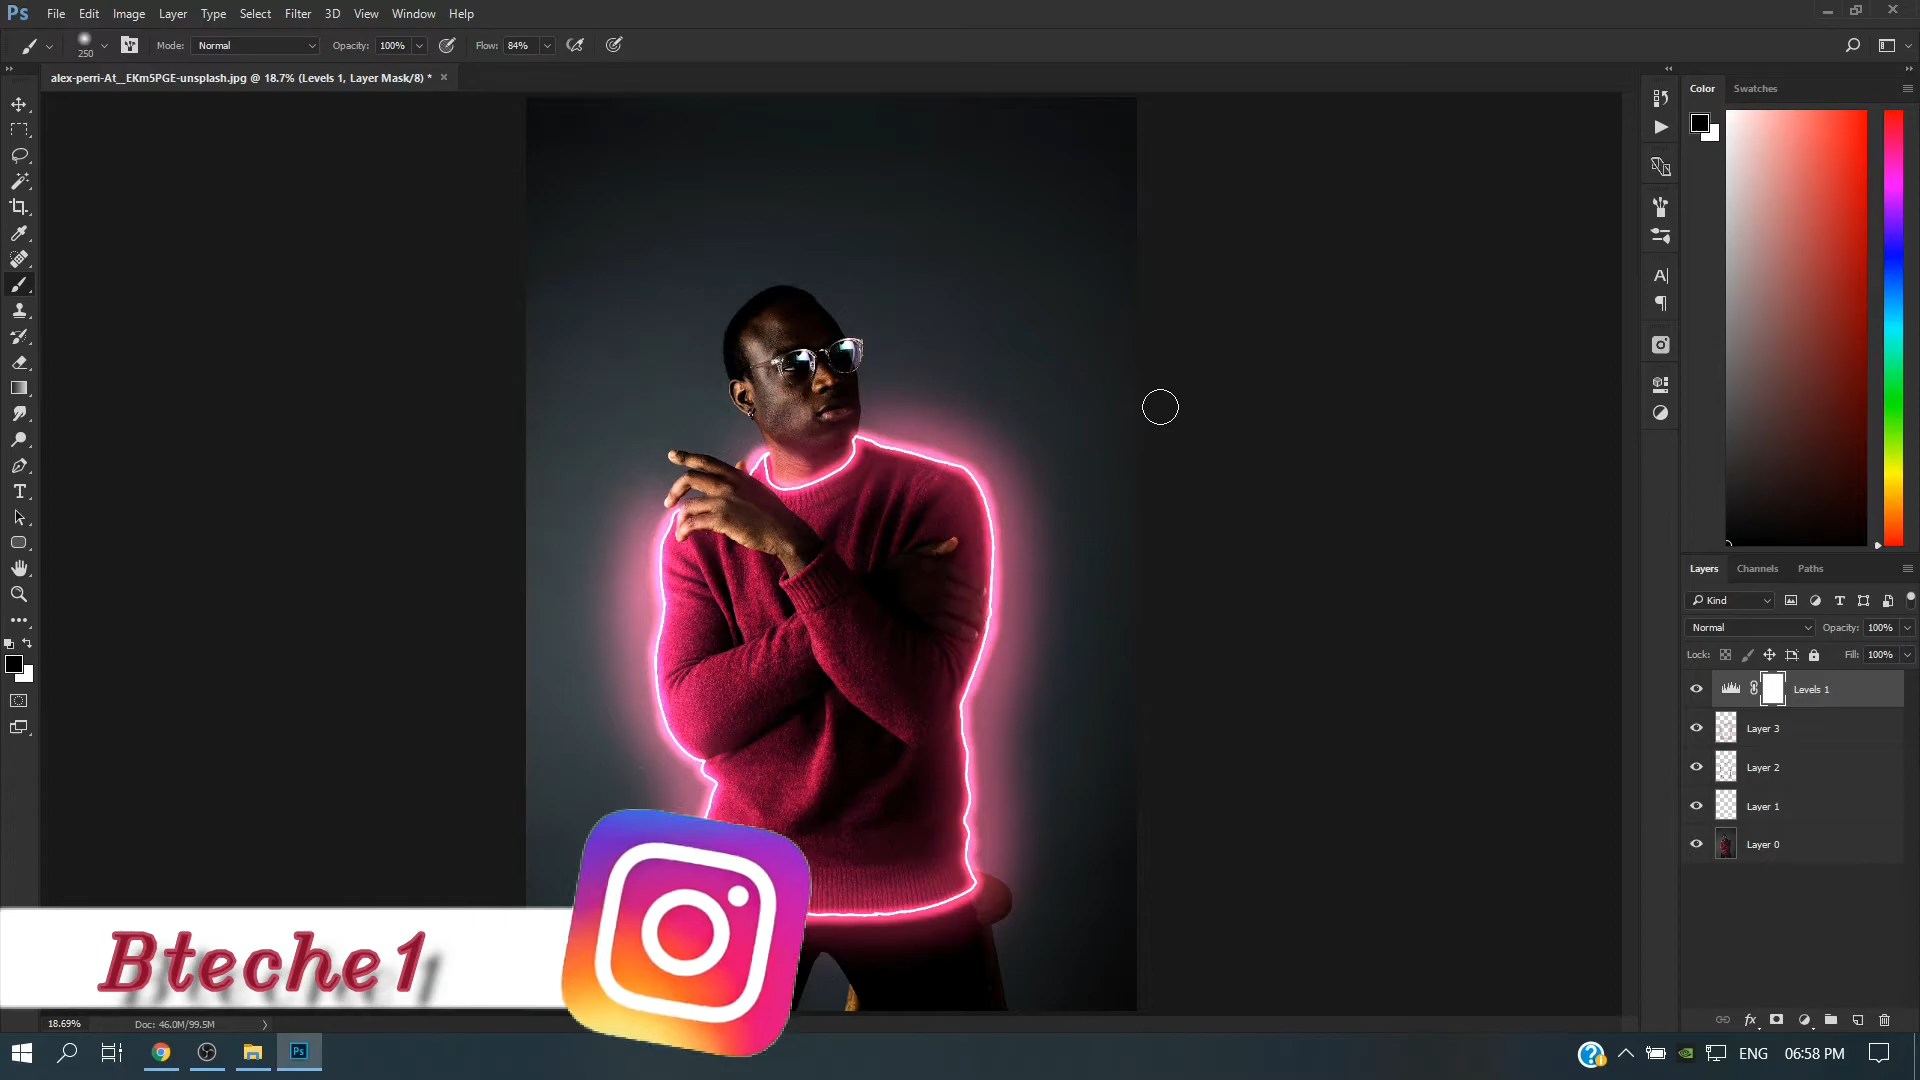 Ps File Edit Image Layer Type Select Filter 3D View Window Help
250 Mode: Normal Opacity: 100% Flow: 84%
alex-perri-At__EKm5PGE-unsplash.jpg @ 18.7% (Levels 1, Layer Mask/8) *
Color Swatches
Layers Channels Paths
Kind
Normal Opacity: 100%
Lock: Fill: 100%
Levels 1
Layer 3
Layer 2
Layer 1
Layer 0
Bteche1
18.69% Doc: 46.0M/99.5M
Ps ENG 06:58 PM